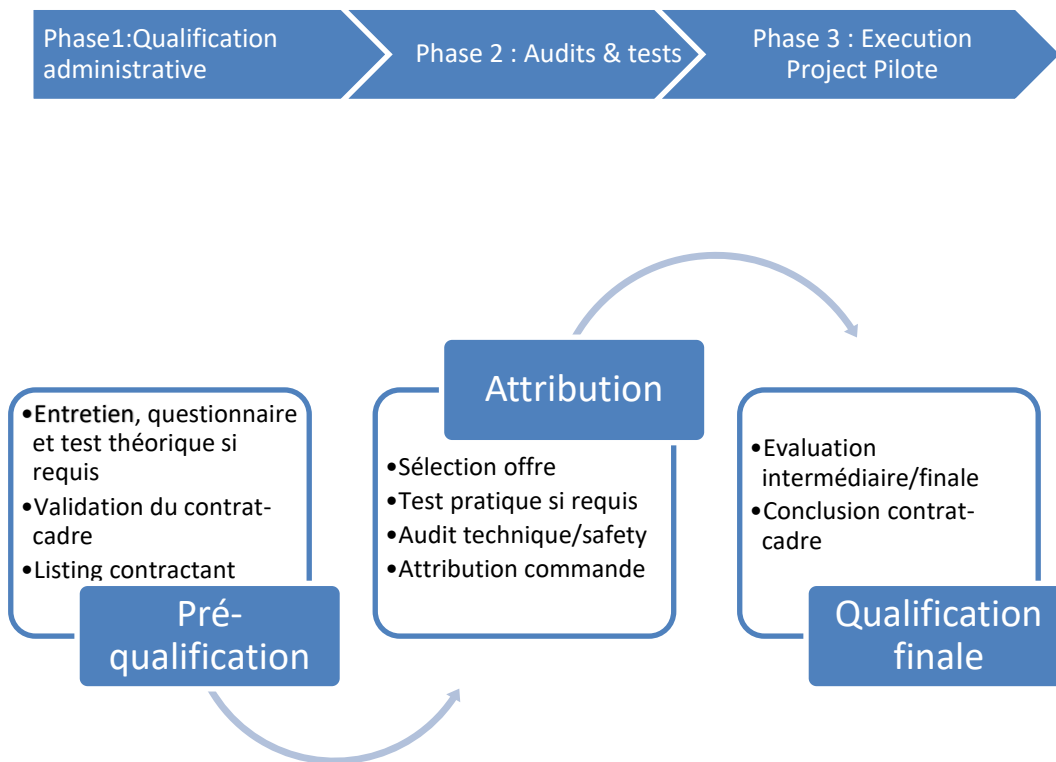 Phase1:Qualification
administrative
Phase 2 : Audits & tests
Phase 3 : Execution
Project Pilote
•Entretien, questionnaire
et test théorique si
requis
•Validation du contrat-
cadre
•Listing contractant
Pré-
qualification
Attribution
•Sélection offre
•Test pratique si requis
•Audit technique/safety
•Attribution commande
•Evaluation
intermédiaire/finale
•Conclusion contrat-
cadre
Qualification
finale